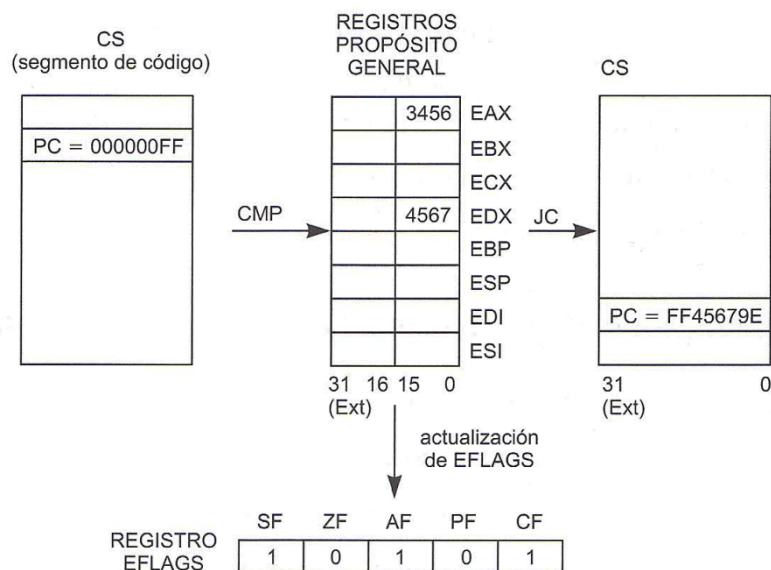 CS
(segmento de código)
REGISTROS
PROPÓSITO
GENERAL
CS
PC = 000000FF
3456 EAX
EBX
ECX
4567 EDX
EBP
ESP
EDI
ESI
CMP
JC
PC = FF45679E
31 16 15 0
(Ext)
31 0
(Ext)
actualización
de EFLAGS
SF ZF AF PF CF
REGISTRO
EFLAGS
1 0 1 0 1